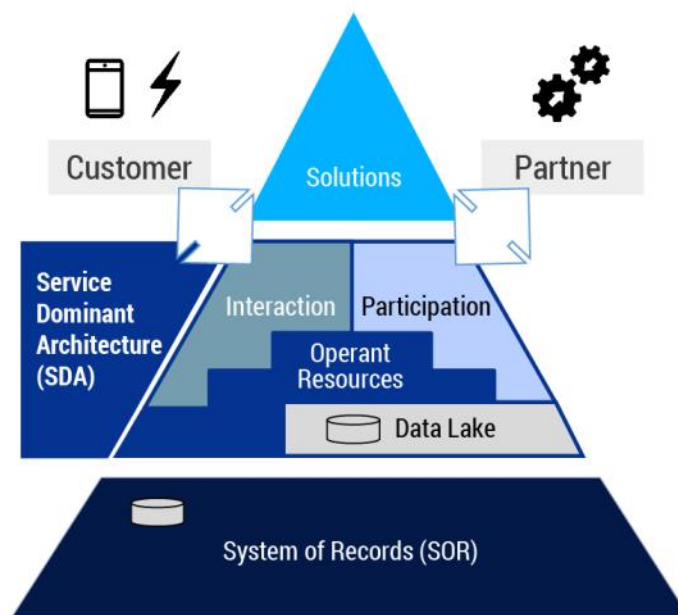 Customer
Partner
Solutions
Service
Dominant
Architecture
(SDA)
Interaction
Participation
Operant
Resources
Data Lake
System of Records (SOR)